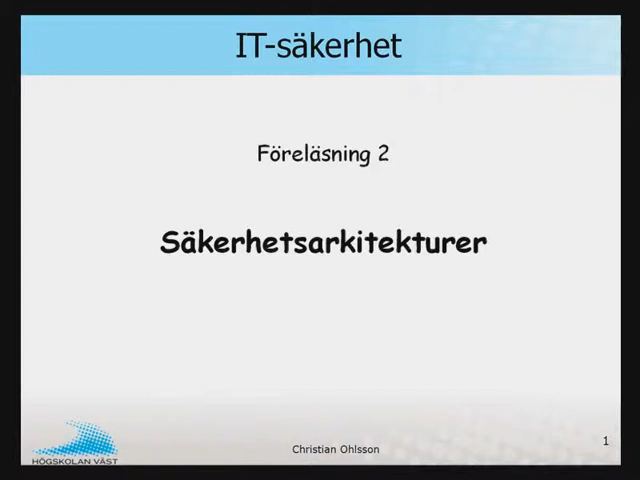 IT-säkerhet
Föreläsning 2
Säkerhetsarkitekturer
HÖGSKOLAN VÄST
Christian Ohlsson
1